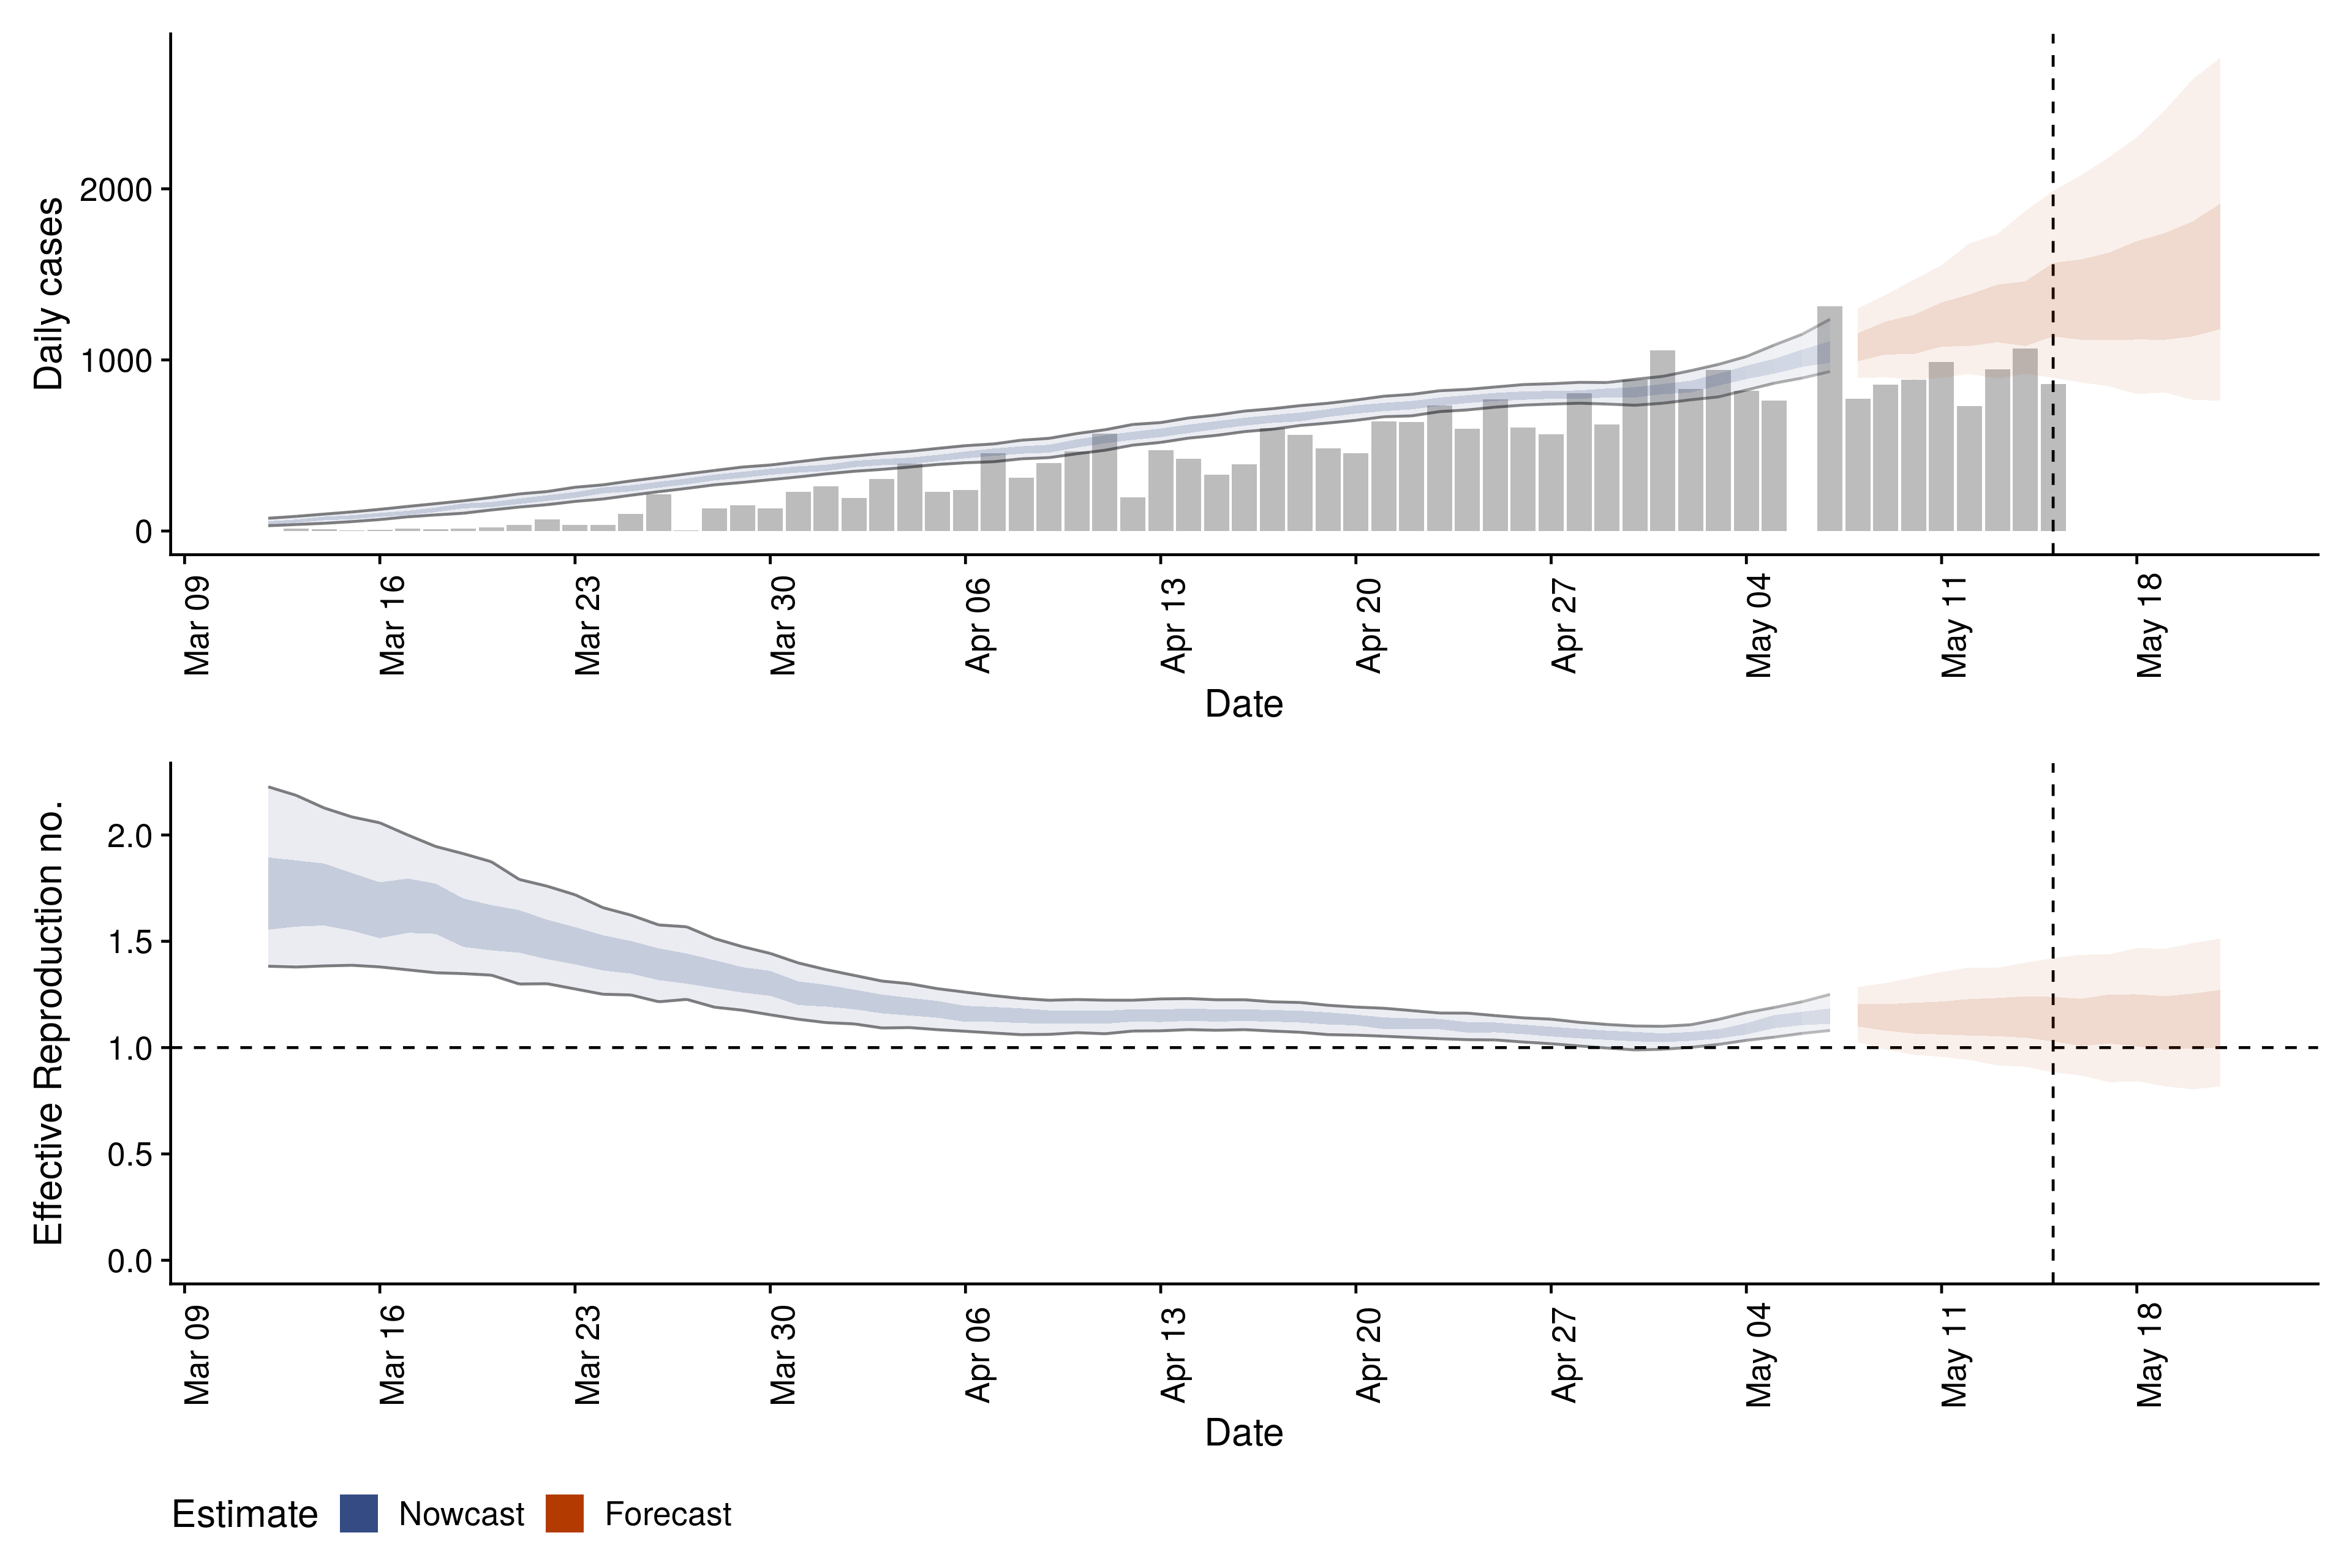 Daily cases
2000
1000
0
Mar 09
Mar 16
Mar 23
Mar 30
Apr 06
Apr 13
Apr 20
Apr 27
May 04
May 11
May 18
Date
Effective Reproduction no.
2.0
1.5
1.0
0.5
0.0
Mar 09
Mar 16
Mar 23
Mar 30
Apr 06
Apr 13
Apr 20
Apr 27
May 04
May 11
May 18
Date
Estimate Nowcast Forecast